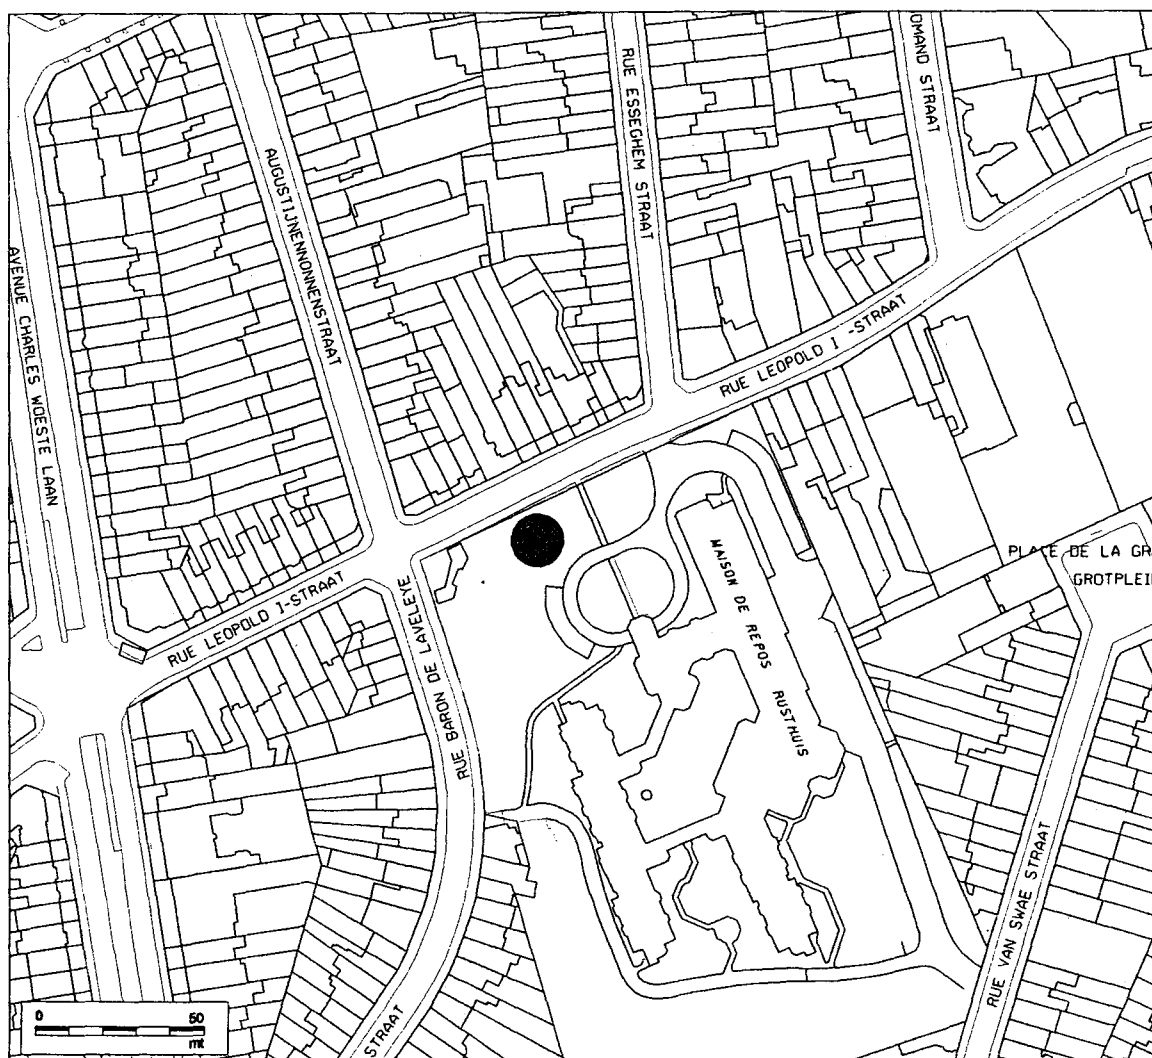 RUE ESSEGHEM STRAAT
OMAND STRAAT
AUGUSTIJNENNONNENSTRAAT
AVENUE CHARLES WOESTE LAAN
RUE LEOPOLD I -STRAAT
PLACE DE LA GR
GROTPLEI
MAISON DE REPOS RUSTHUIS
RUE LEOPOLD I-STRAAT
RUE BARON DE LAVELEYE
RUE VAN SWAE STRAAT
STRAAT
0 50
mt